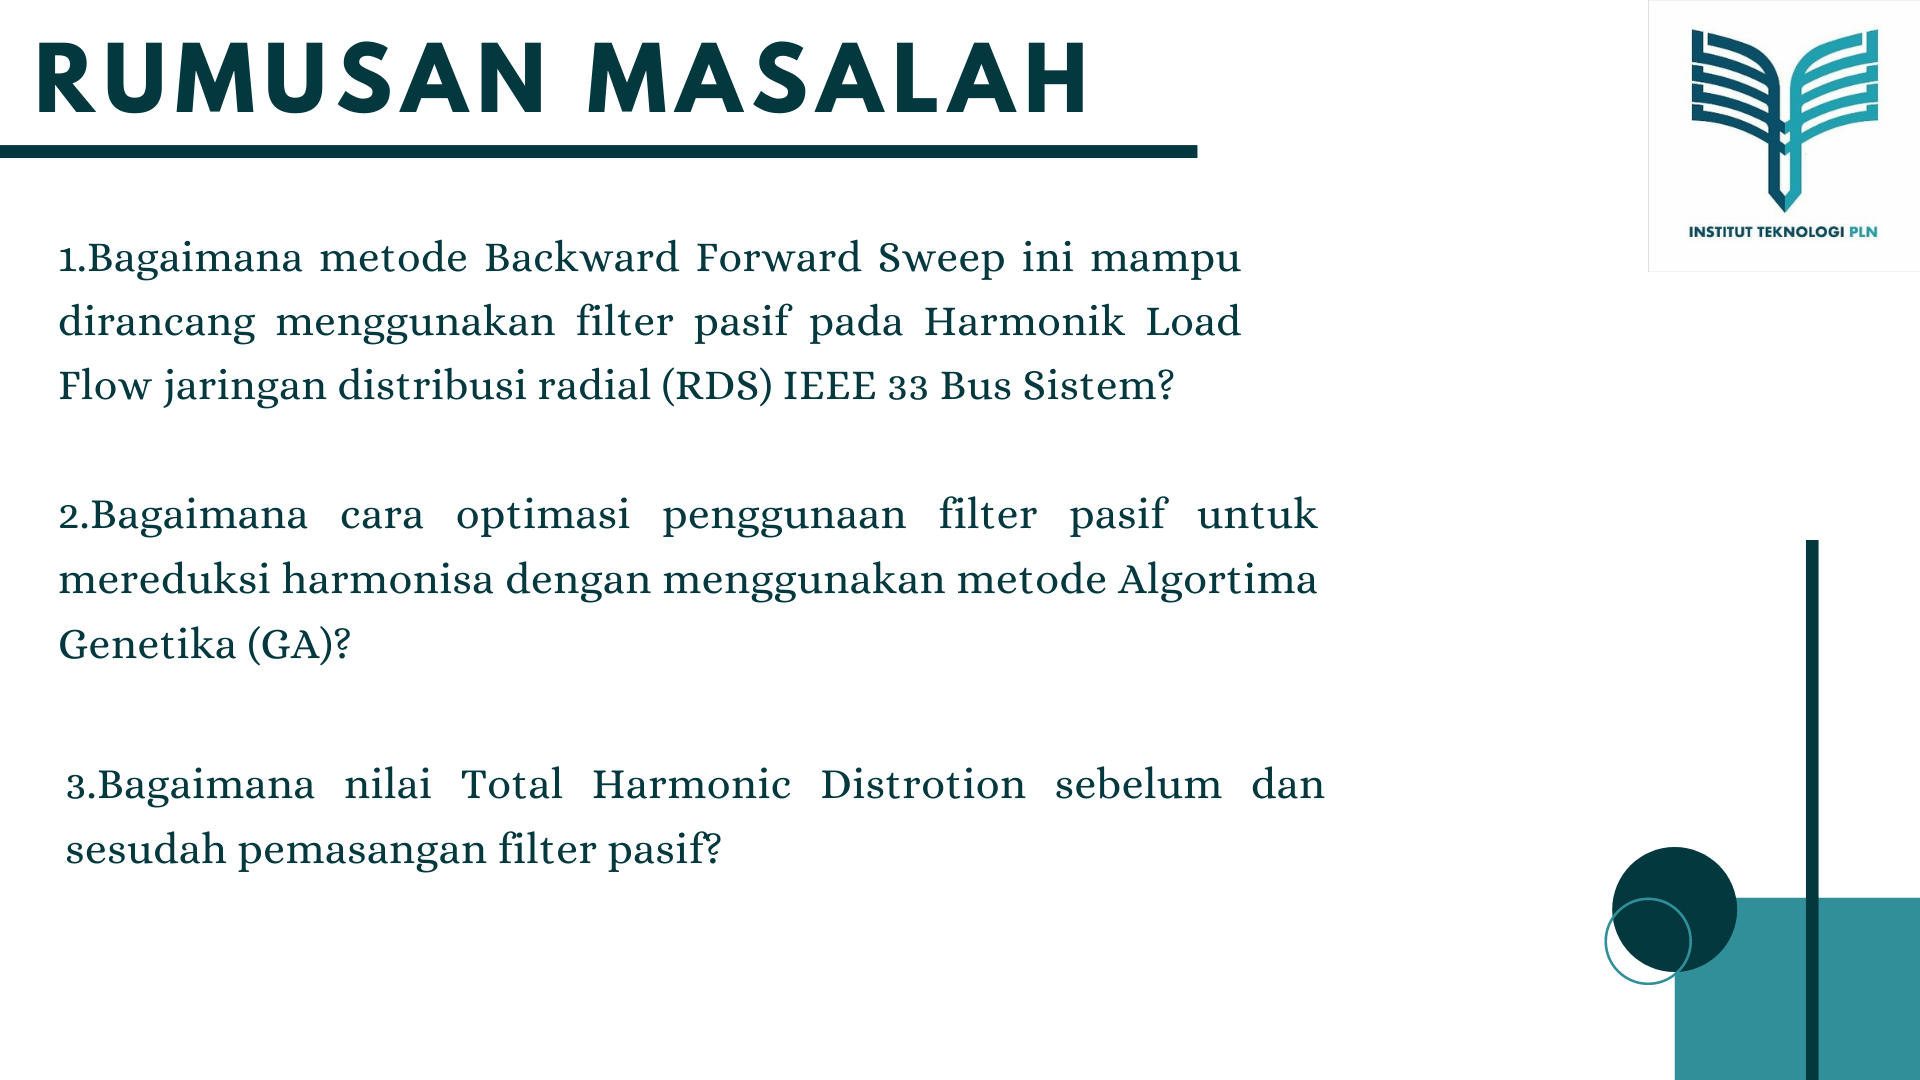 RUMUSAN MASALAH
INSTITUT TEKNOLOGI PLN
1.Bagaimana metode Backward Forward Sweep ini mampu
dirancang menggunakan filter pasif pada Harmonik Load
Flow jaringan distribusi radial (RDS) IEEE 33 Bus Sistem?
2.Bagaimana cara optimasi penggunaan filter pasif untuk
mereduksi harmonisa dengan menggunakan metode Algortima
Genetika (GA)?
3.Bagaimana nilai Total Harmonic Distrotion sebelum dan
sesudah pemasangan filter pasif?